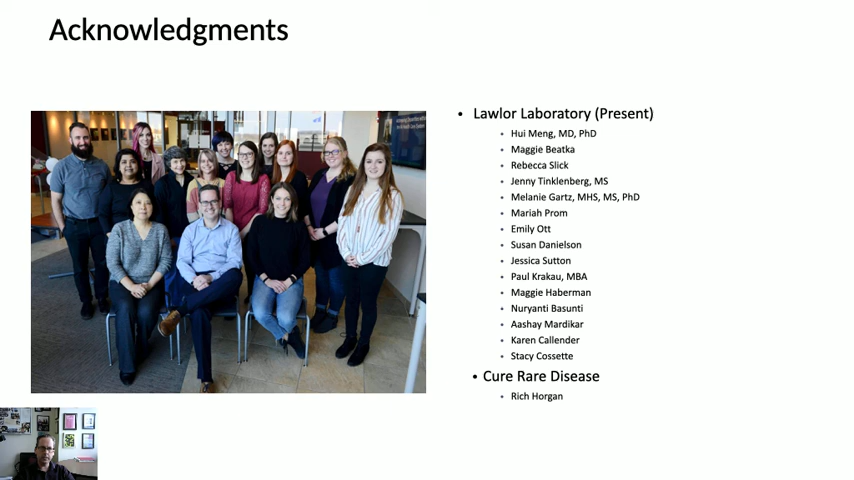 Acknowledgments
• Lawlor Laboratory (Present)
• Hui Meng, MD, PhD
• Maggie Beatka
• Rebecca Slick
• Jenny Tinklenberg, MS
• Melanie Gartz, MHS, MS, PhD
• Mariah Prom
• Emily Ott
• Susan Danielson
• Jessica Sutton
• Paul Krakau, MBA
• Maggie Haberman
• Nuryanti Basunti
• Aashay Mardikar
• Karen Callender
• Stacy Cossette
• Cure Rare Disease
• Rich Horgan